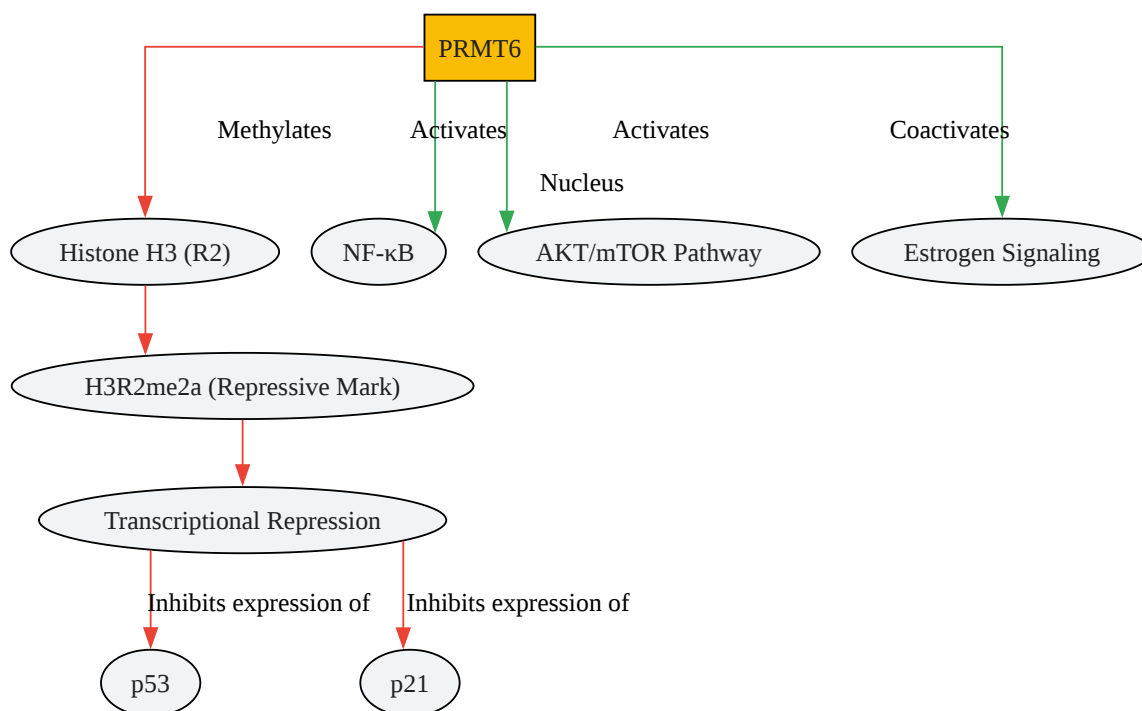 PRMT6
Methylates
Activates
Activates
Coactivates
Nucleus
Histone H3 (R2)
NF-κB
AKT/mTOR Pathway
Estrogen Signaling
H3R2me2a (Repressive Mark)
Transcriptional Repression
Inhibits expression of
Inhibits expression of
p53
p21